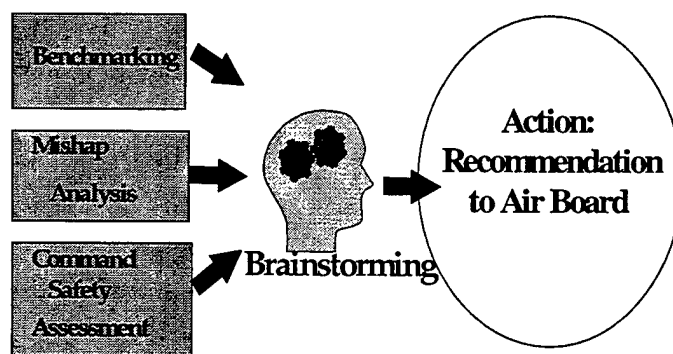 Benchmarking
Mishap
Analysis
Command
Safety
Assessment
Brainstorming
Action:
Recommendation
to Air Board